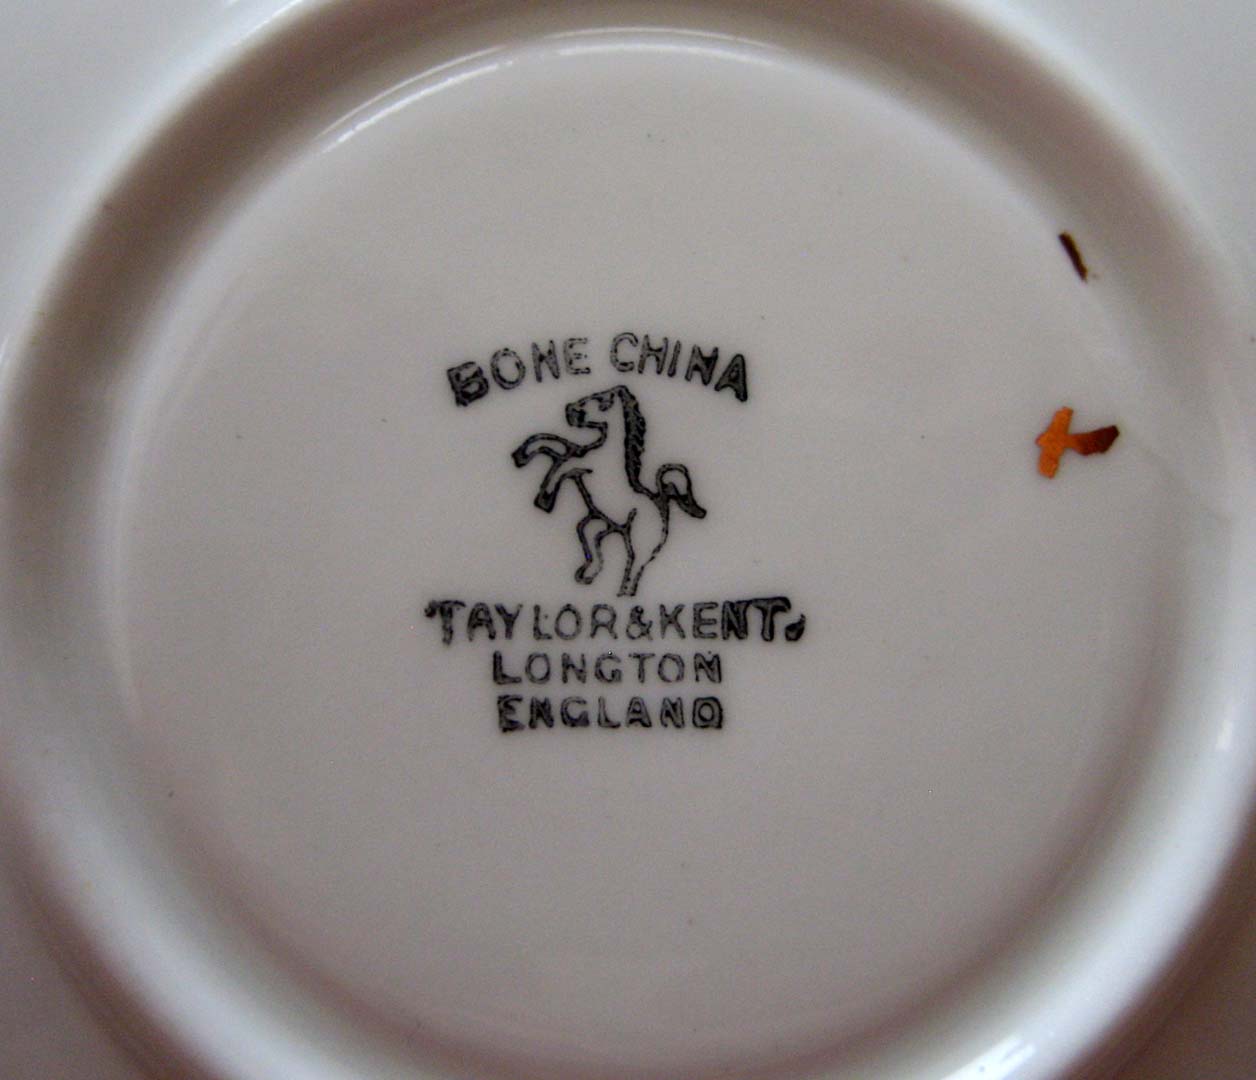 BONE CHINA
TAYLOR & KENT
LONGTON
ENGLAND